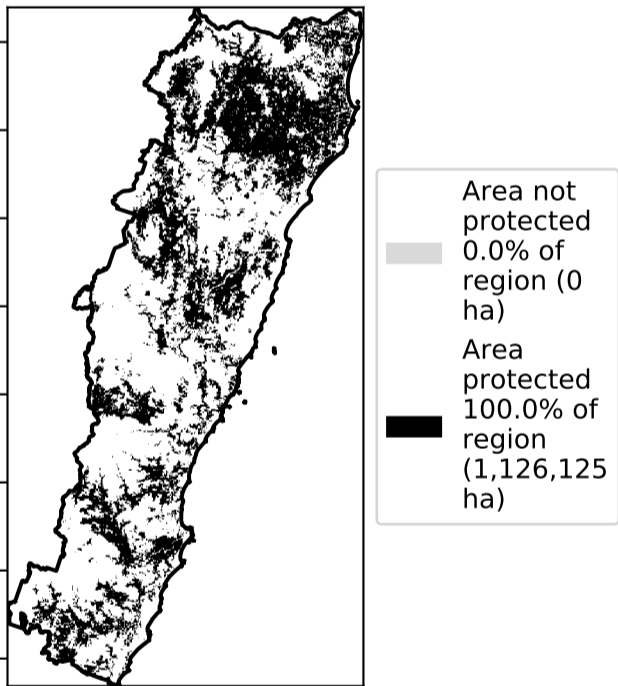 Area not
protected
0.0% of
region (0
ha)
Area
protected
100.0% of
region
(1,126,125
ha)